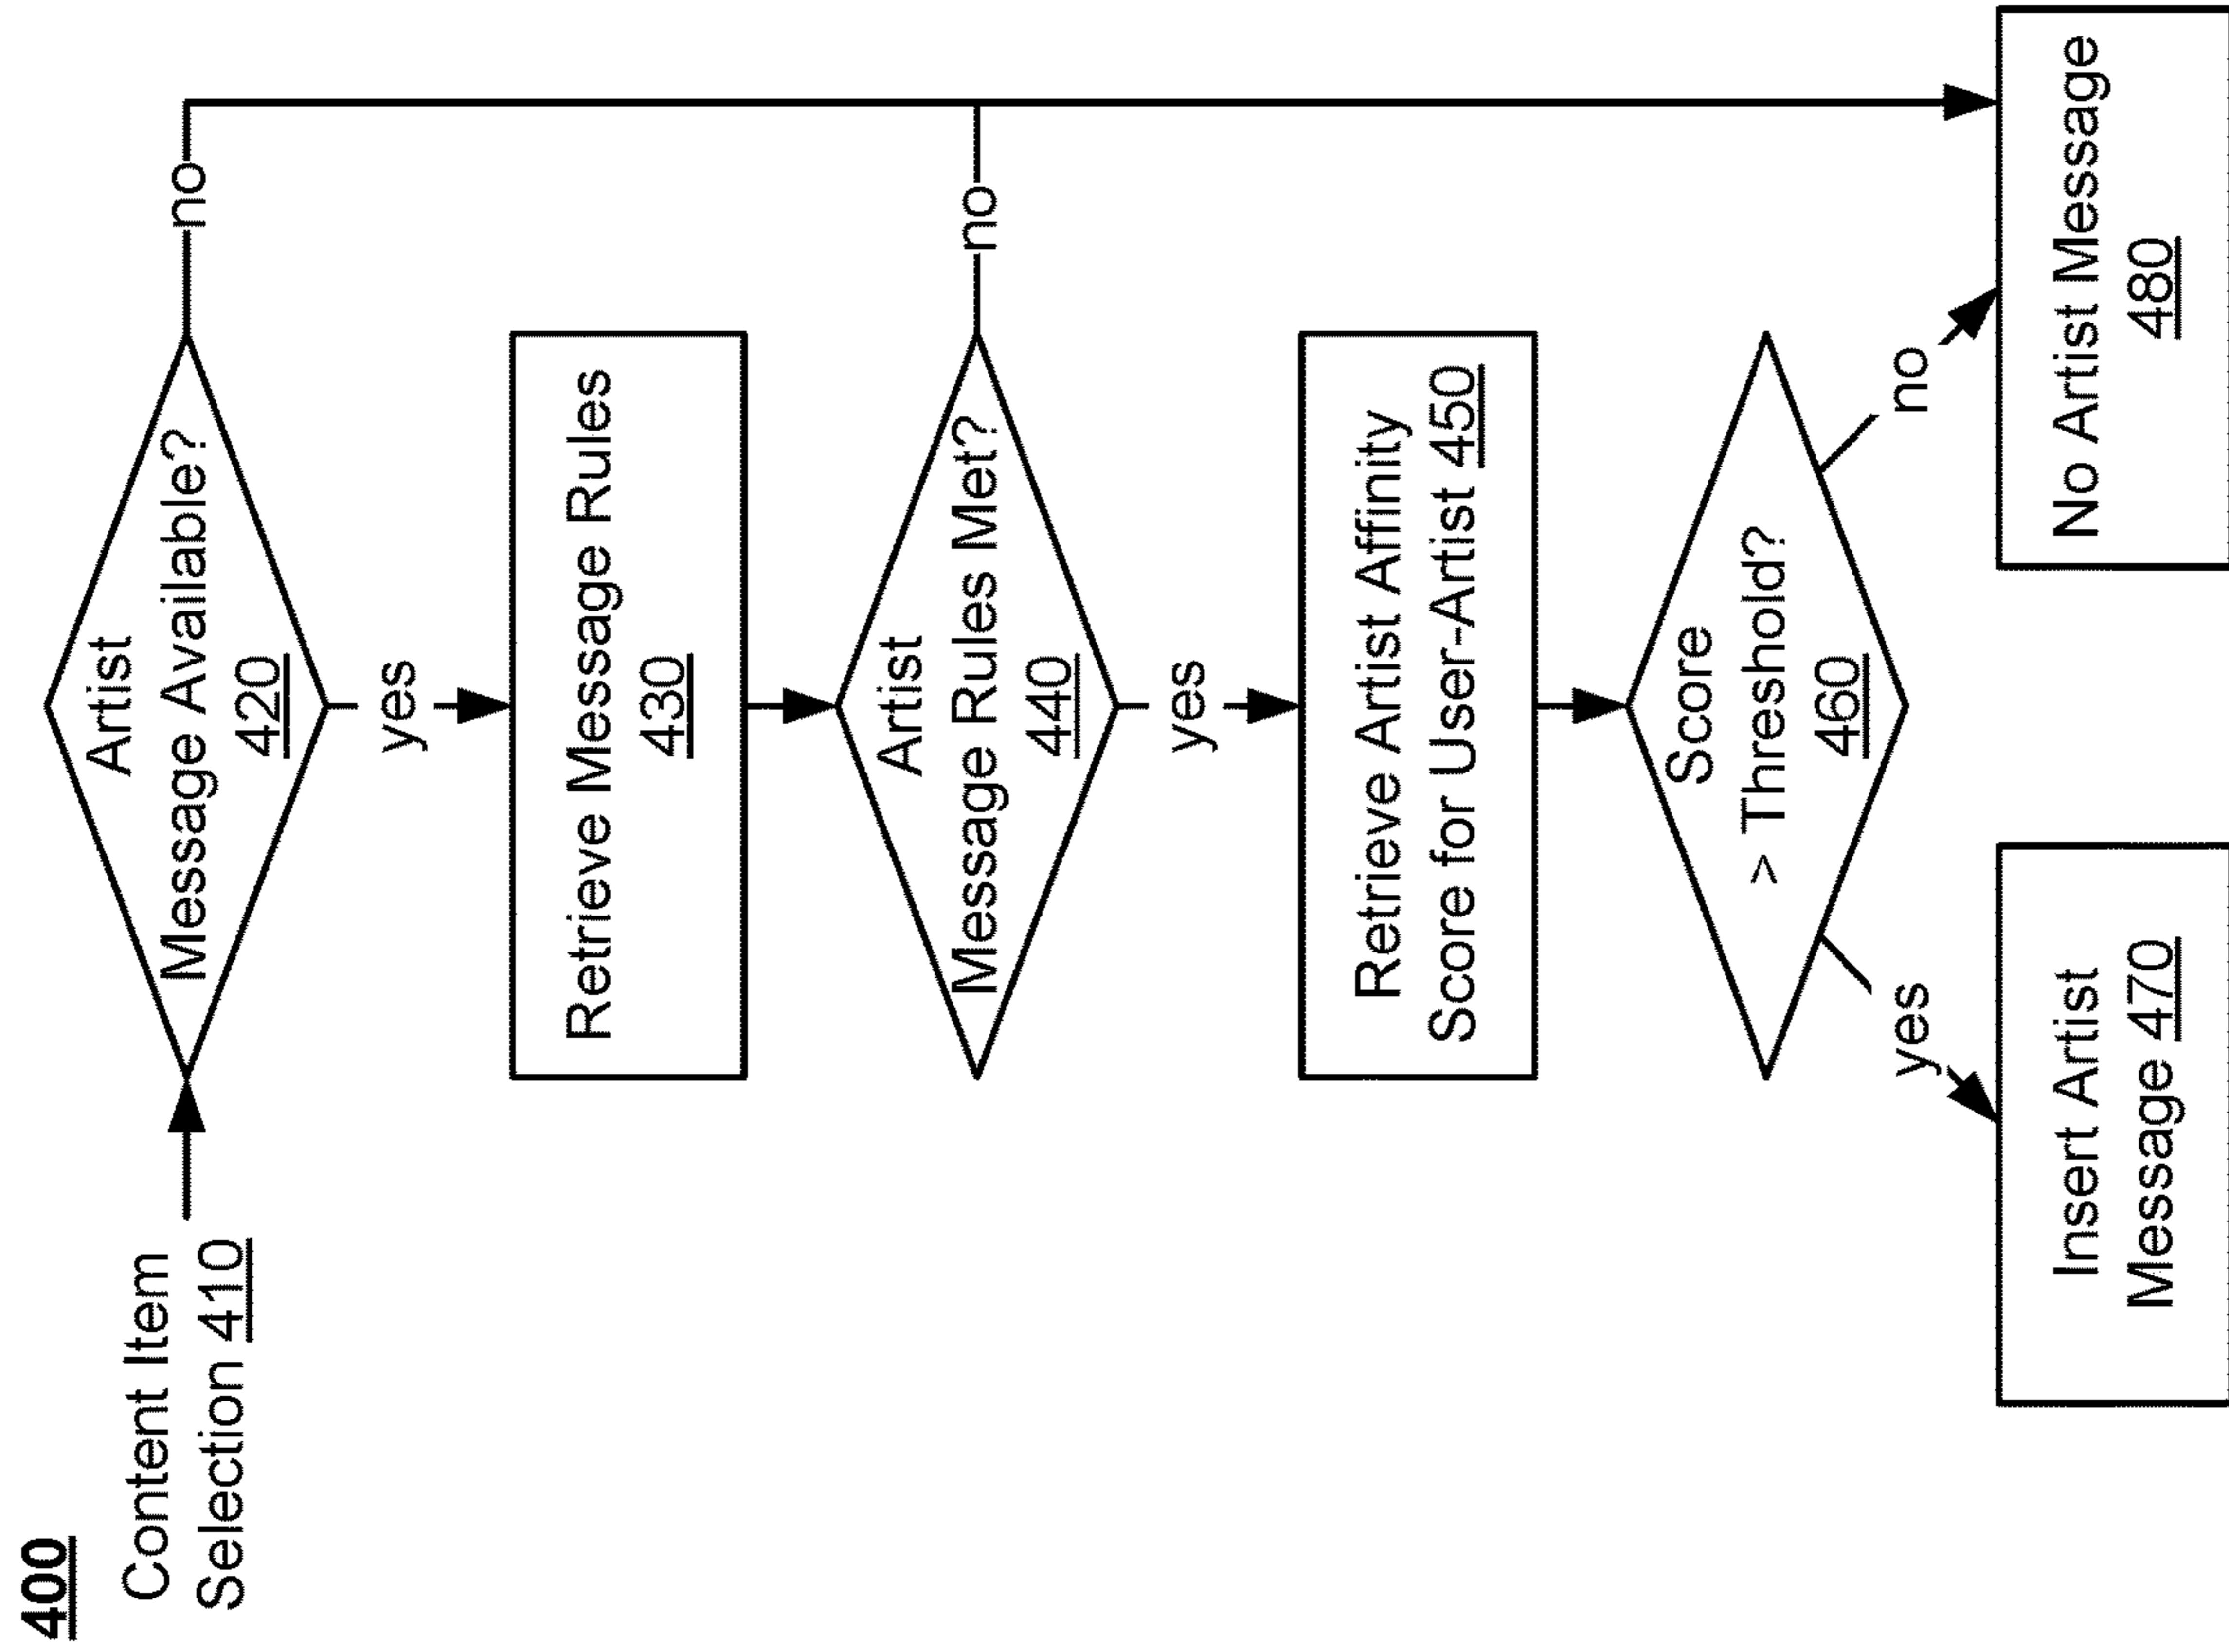 400
Content Item
Selection 410
Artist
Message Available?
420
no
yes
Retrieve Message Rules
430
Artist
Message Rules Met?
440
no
yes
Retrieve Artist Affinity
Score for User-Artist 450
Score
> Threshold?
460
yes
no
Insert Artist
Message 470
No Artist Message
480